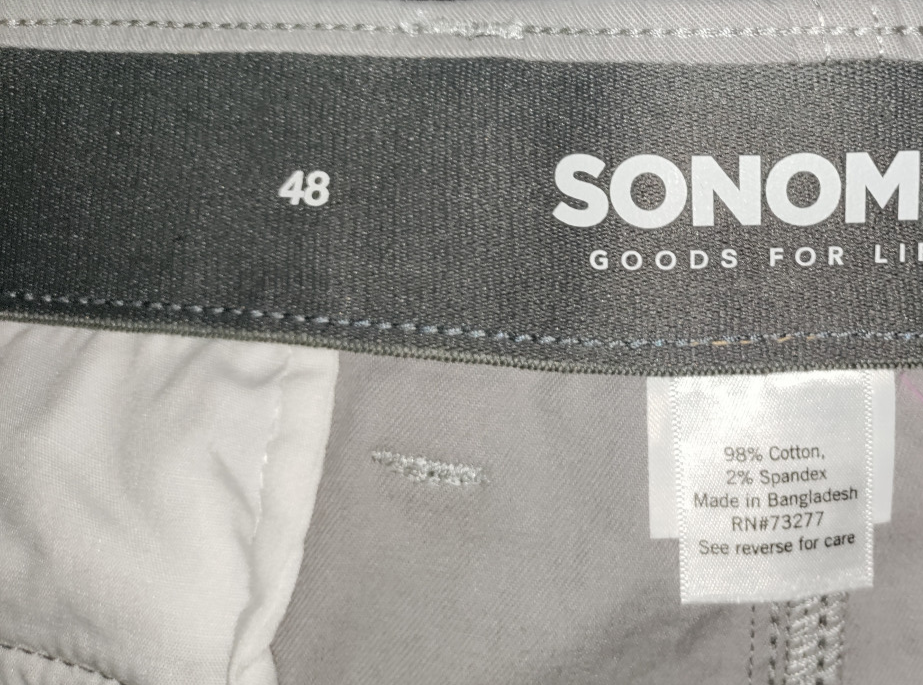 48
SONOM
GOODS FOR LI
98% Cotton,
2% Spandex
Made in Bangladesh
RN#73277
See reverse for care